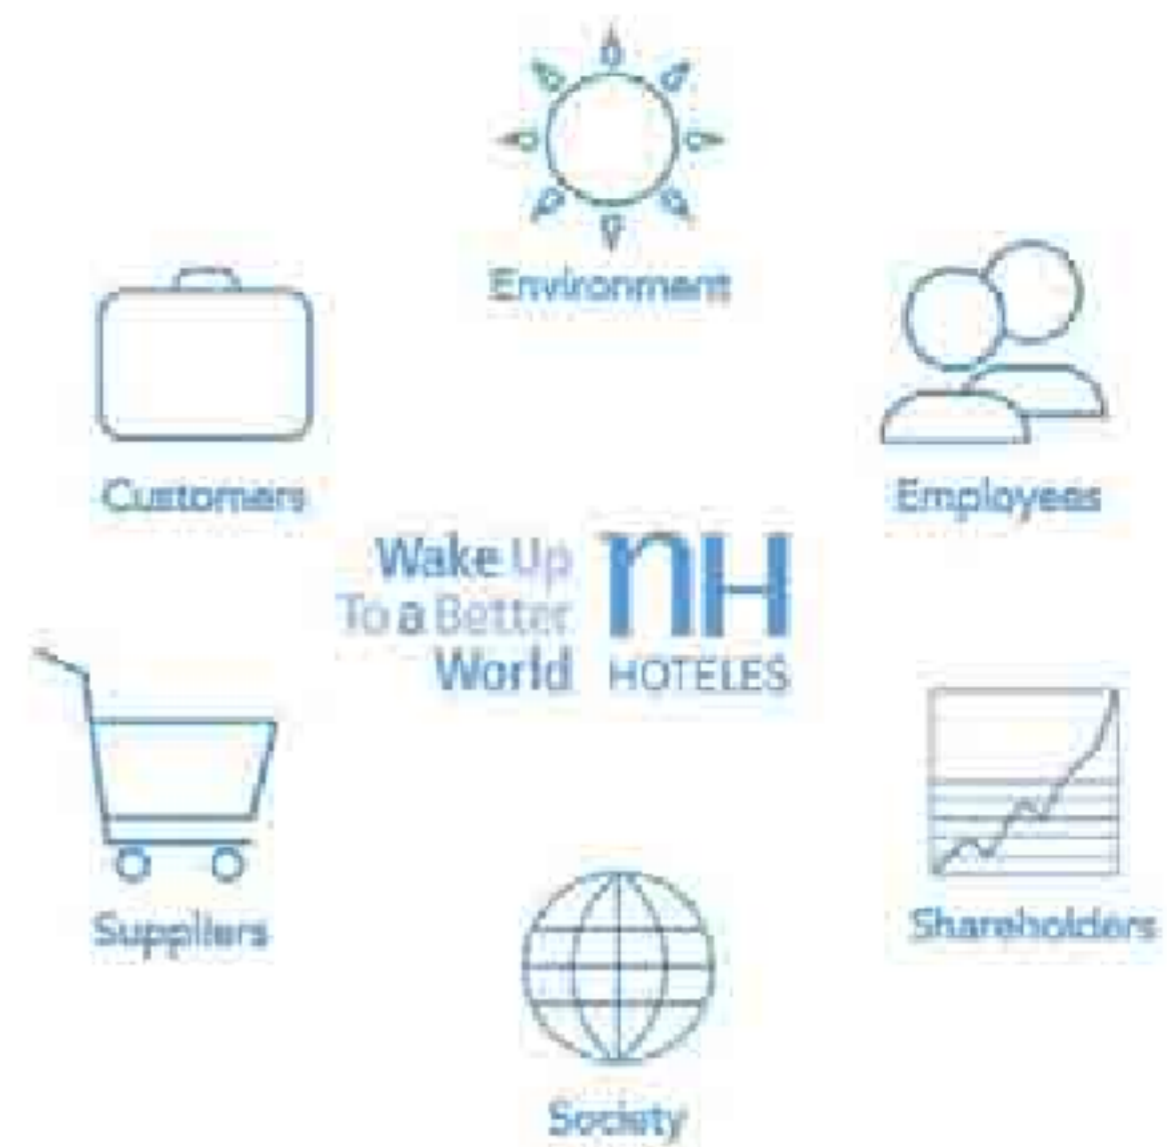 Environment
Customers
Employees
Wake Up
To a Better
World
nH
HOTELES
Suppliers
Shareholders
Society